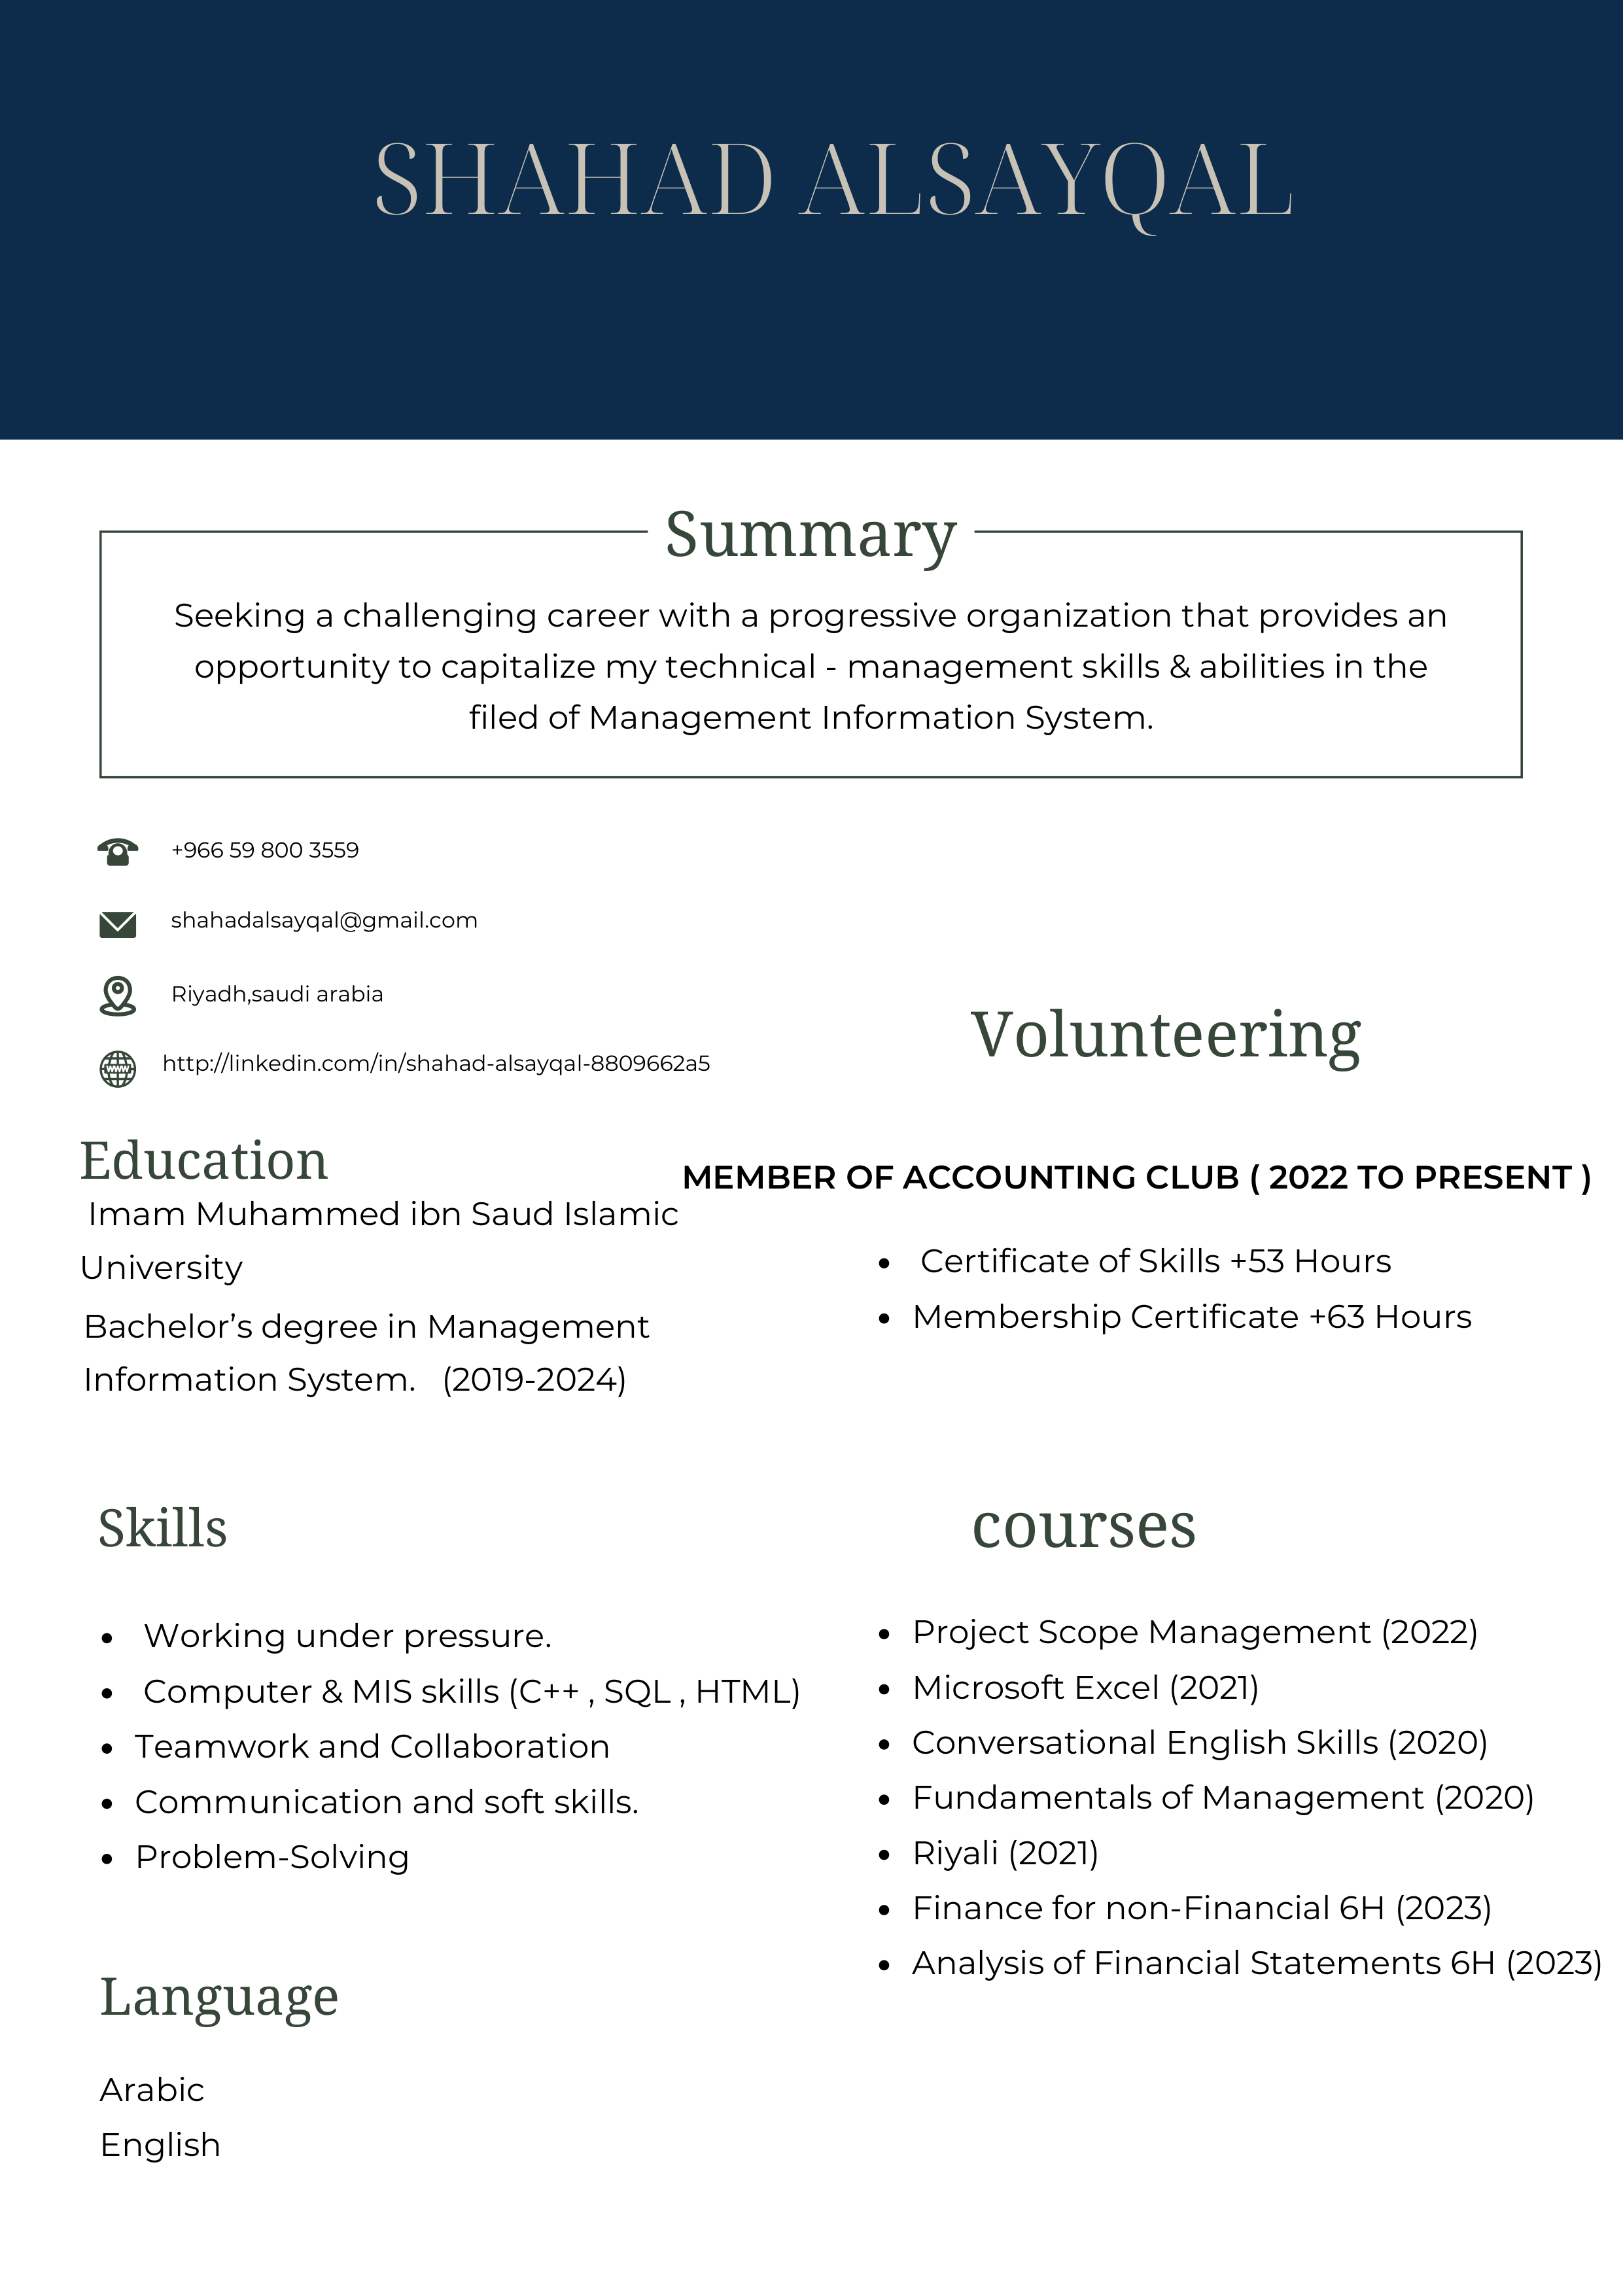 SHAHAD ALSAYQAL
Summary
Seeking a challenging career with a progressive organization that provides an
opportunity to capitalize my technical - management skills & abilities in the
filed of Management Information System.
+966 59 800 3559
shahadalsayqal@gmail.com
Riyadh,saudi arabia
http://linkedin.com/in/shahad-alsayqal-8809662a5
Education
Imam Muhammed ibn Saud Islamic
University
Bachelor’s degree in Management
Information System. (2019-2024)
Skills
• Working under pressure.
• Computer & MIS skills (C++ , SQL , HTML)
• Teamwork and Collaboration
• Communication and soft skills.
• Problem-Solving
Language
Arabic
English
Volunteering
MEMBER OF ACCOUNTING CLUB ( 2022 TO PRESENT )
• Certificate of Skills +53 Hours
• Membership Certificate +63 Hours
courses
• Project Scope Management (2022)
• Microsoft Excel (2021)
• Conversational English Skills (2020)
• Fundamentals of Management (2020)
• Riyali (2021)
• Finance for non-Financial 6H (2023)
• Analysis of Financial Statements 6H (2023)